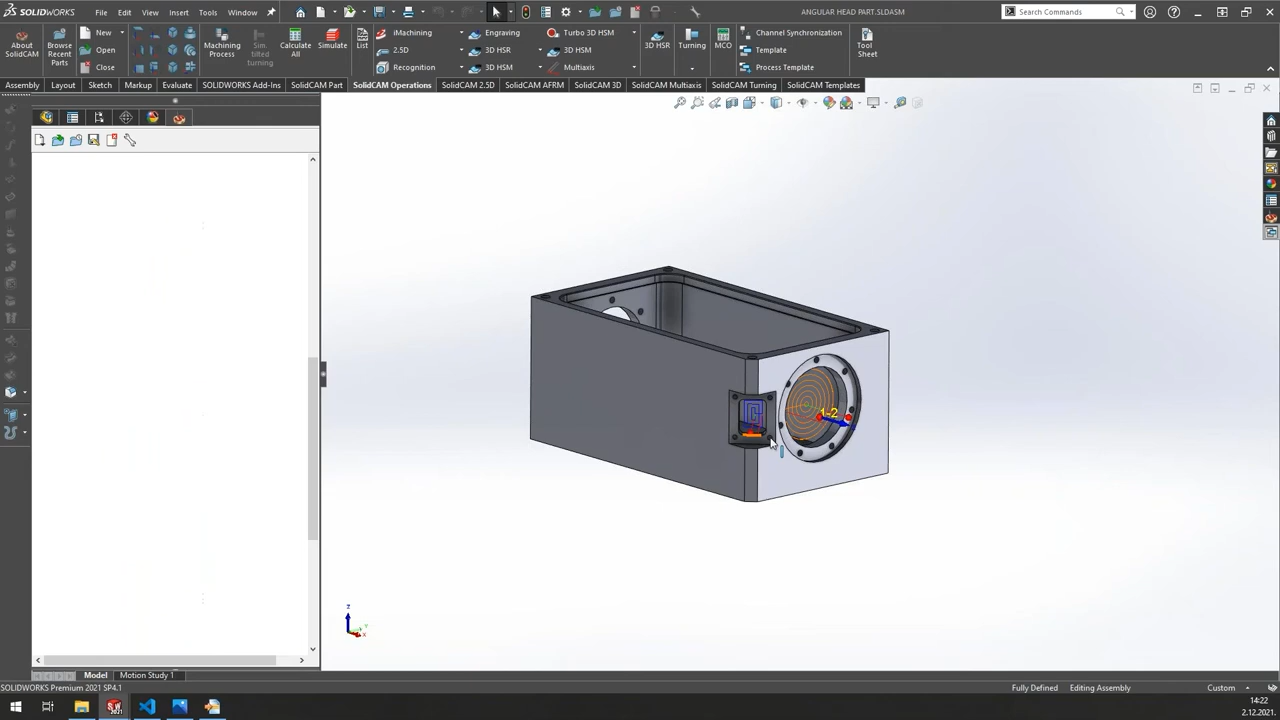 SOLIDWORKS File Edit View Insert Tools Window ANGULAR HEAD PART.SLDASM Search Commands
About SolidCAM
Browse Recent Parts
New
Open
Close
Machining Process
Sim. tilted turning
Calculate All
Simulate
List
iMachining
2.5D
Recognition
Engraving
3D HSR
3D HSM
Turbo 3D HSM
3D HSM
Multiaxis
3D HSR
Turning
MCO
Channel Synchronization
Template
Process Template
Tool Sheet
Assembly Layout Sketch Markup Evaluate SOLIDWORKS Add-Ins SolidCAM Part SolidCAM Operations SolidCAM 2.5D SolidCAM AFRM SolidCAM 3D SolidCAM Multiaxis SolidCAM Turning SolidCAM Templates
1-2
Z
Y
X
Model Motion Study 1
SOLIDWORKS Premium 2021 SP4.1 Fully Defined Editing Assembly Custom
14:22
2.12.2021.